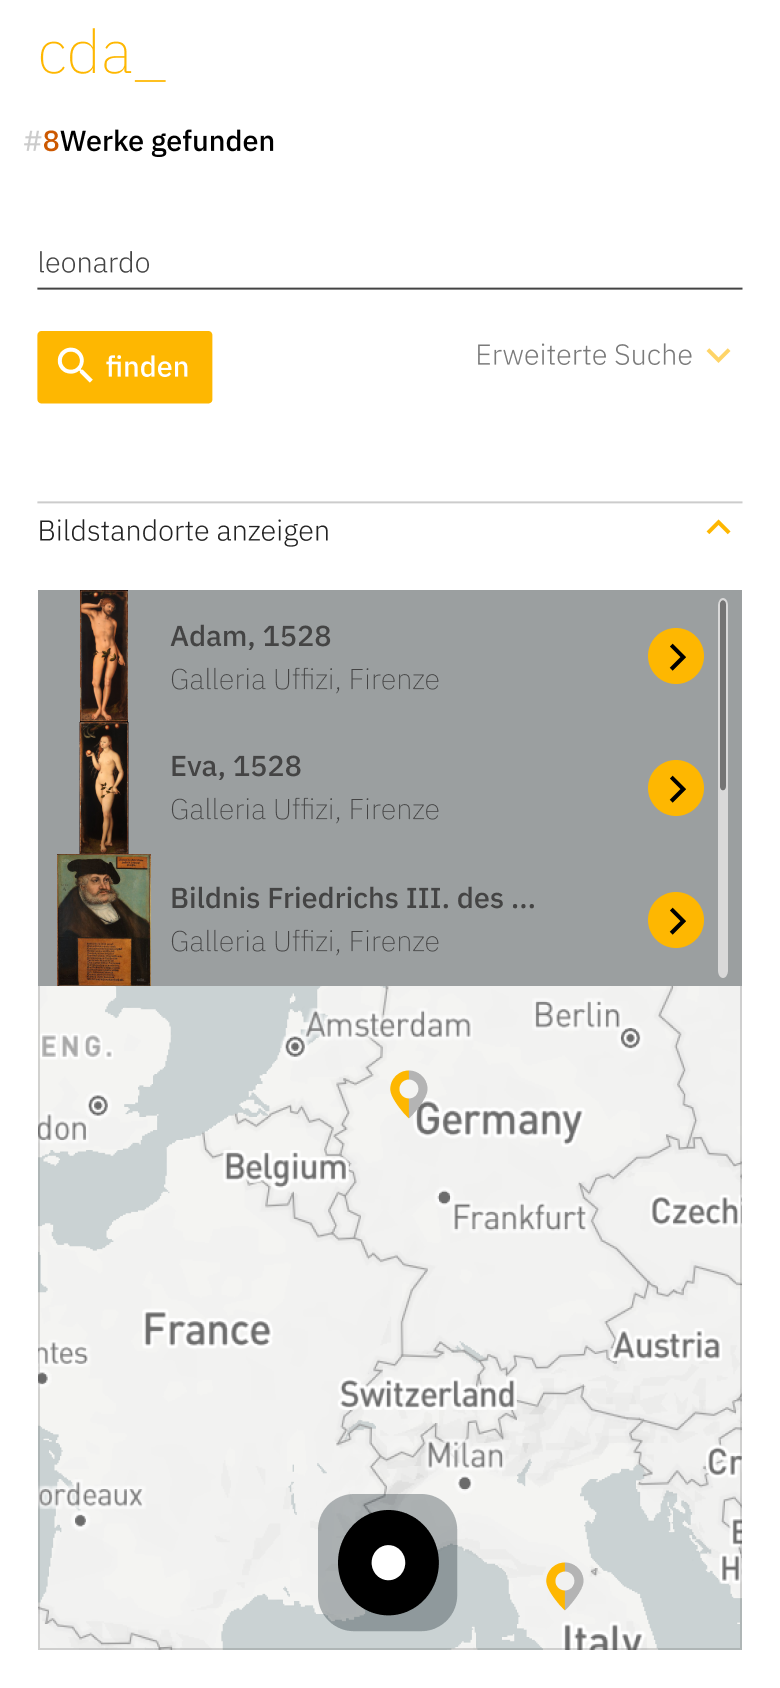 cda_
#8Werke gefunden
leonardo
finden
Erweiterte Suche
Bildstandorte anzeigen
Adam, 1528
Galleria Uffizi, Firenze
Eva, 1528
Galleria Uffizi, Firenze
Bildnis Friedrichs III. des ...
Galleria Uffizi, Firenze
Amsterdam
Berlin
ENG.
don
Germany
Belgium
Frankfurt
Czech
France
Austria
ntes
Switzerland
Milan
Cr
ordeaux
H
Italy